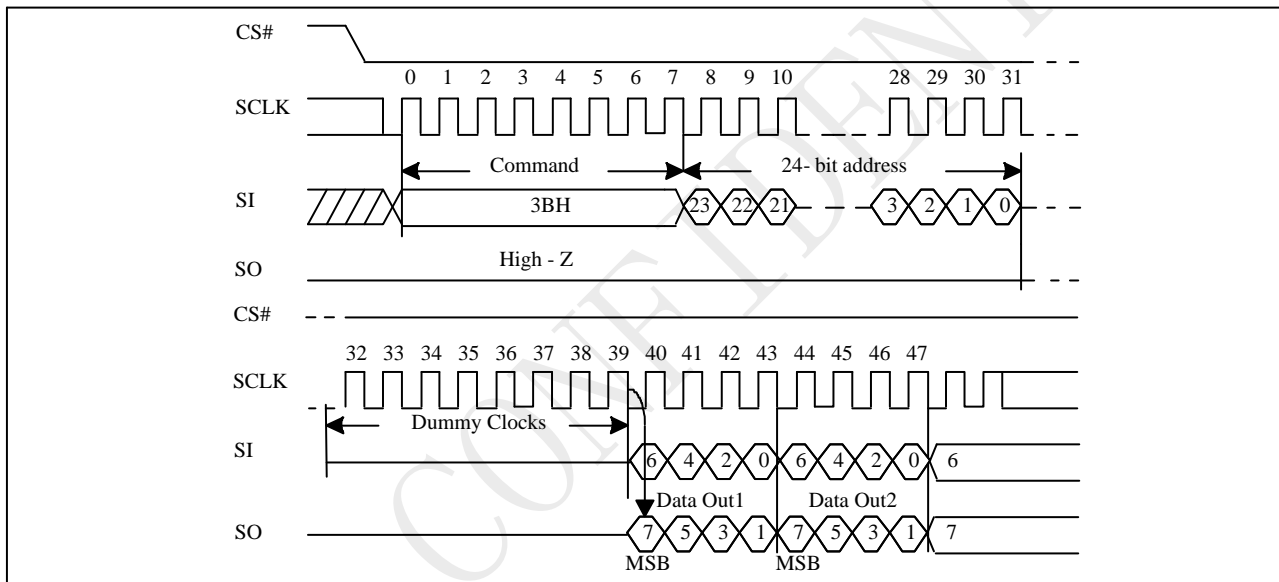 CS#
0 1 2 3 4 5 6 7 8 9 10 28 29 30 31
SCLK
Command 24- bit address
SI 3BH 23 22 21 3 2 1 0
High - Z
SO
CS#
32 33 34 35 36 37 38 39 40 41 42 43 44 45 46 47
SCLK
Dummy Clocks
SI 6 4 2 0 6 4 2 0 6
Data Out1 Data Out2
SO 7 5 3 1 7 5 3 1 7
MSB MSB
CONFIDENT